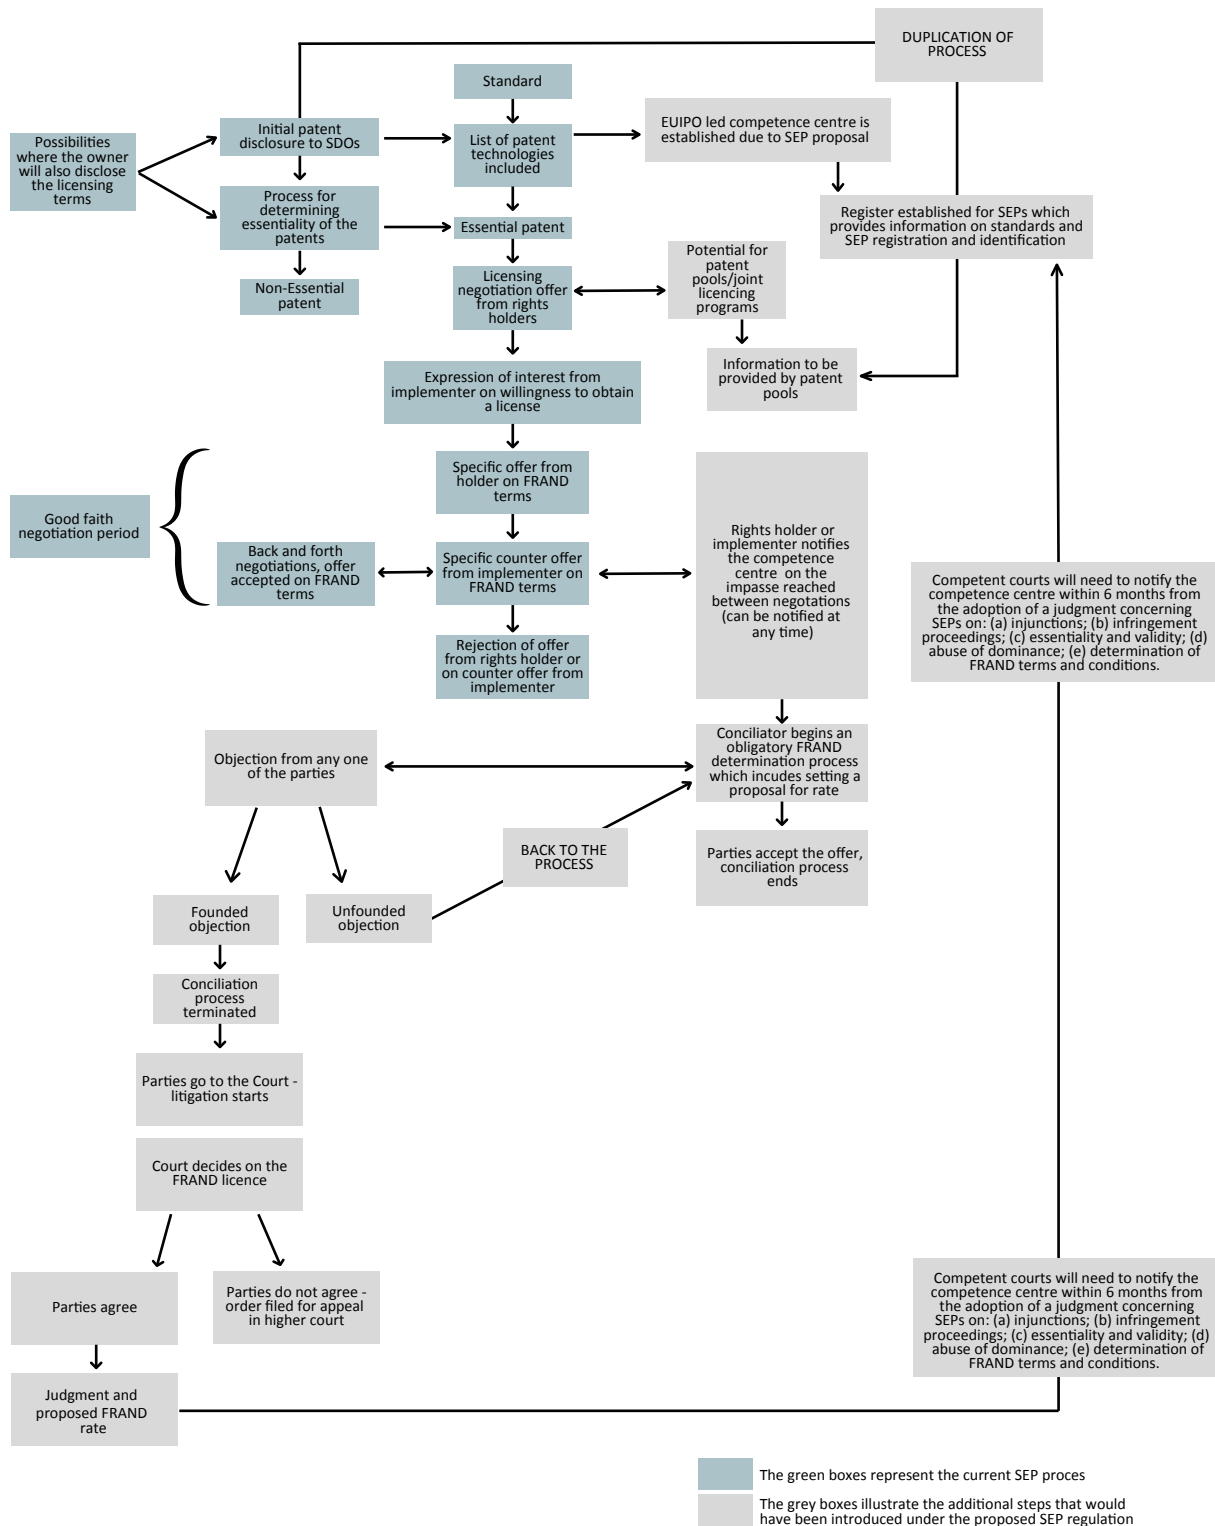 DUPLICATION OF
PROCESS
Standard
Initial patent
disclosure to SDOs
List of patent
technologies
included
EUIPO led competence centre is
established due to SEP proposal
Possibilities
where the owner
will also disclose
the licensing
terms
Process for
determining
essentiality of the
patents
Essential patent
Register established for SEPs which
provides information on standards and
SEP registration and identification
Non-Essential
patent
Licensing
negotiation offer
from rights
holders
Potential for
patent
pools/joint
licencing
programs
Expression of interest from
implementer on willingness to obtain
a license
Information to be
provided by patent
pools
Good faith
negotiation period
Specific offer from
holder on FRAND
terms
Back and forth
negotiations, offer
accepted on FRAND
terms
Specific counter offer
from implementer on
FRAND terms
Rights holder or
implementer notifies
the competence
centre on the
impasse reached
between negotations
(can be notified at
any time)
Rejection of offer
from rights holder or
on counter offer from
implementer
Competent courts will need to notify the
competence centre within 6 months from
the adoption of a judgment concerning
SEPs on: (a) injunctions; (b) infringement
proceedings; (c) essentiality and validity; (d)
abuse of dominance; (e) determination of
FRAND terms and conditions.
Objection from any one
of the parties
Conciliator begins an
obligatory FRAND
determination process
which incudes setting a
proposal for rate
BACK TO THE
PROCESS
Parties accept the offer,
conciliation process
ends
Founded
objection
Unfounded
objection
Conciliation
process
terminated
Parties go to the Court -
litigation starts
Court decides on the
FRAND licence
Parties agree
Parties do not agree -
order filed for appeal
in higher court
Competent courts will need to notify the
competence centre within 6 months from
the adoption of a judgment concerning
SEPs on: (a) injunctions; (b) infringement
proceedings; (c) essentiality and validity; (d)
abuse of dominance; (e) determination of
FRAND terms and conditions.
Judgment and
proposed FRAND
rate
The green boxes represent the current SEP proces
The grey boxes illustrate the additional steps that would
have been introduced under the proposed SEP regulation